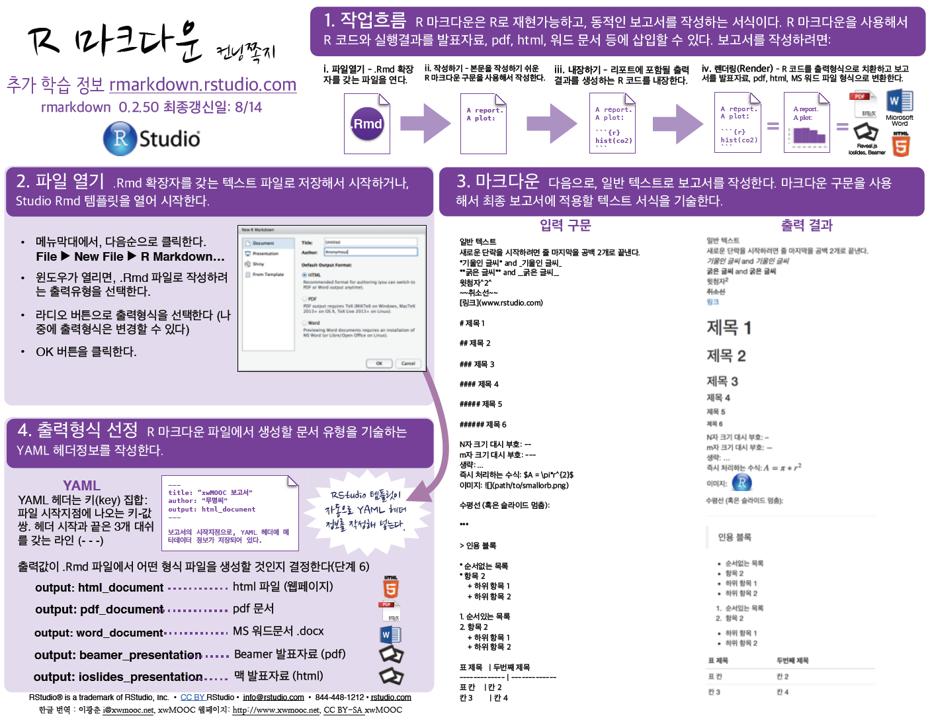 R 마크다운 컨닝쪽지
추가 학습 정보 rmarkdown.rstudio.com
rmarkdown 0.2.50 최종갱신일: 8/14
R Studio
1. 작업흐름 R 마크다운은 R로 재현가능하고, 동적인 보고서를 작성하는 서식이다. R 마크다운을 사용해서
R 코드와 실행결과를 발표자료, pdf, html, 워드 문서 등에 삽입할 수 있다. 보고서를 작성하려면:
i. 파일열기 – .Rmd 확장
자를 갖는 파일을 연다.
ii. 작성하기 – 본문을 작성하기 쉬운
R 마크다운 구문을 사용해서 작성한다.
iii. 내장하기 – 리포트에 포함될 출력
결과를 생성하는 R 코드를 내장한다.
iv. 렌더링(Render) – R 코드를 출력형식으로 치환하고 보고
서를 발표자료, pdf, html, MS 워드 파일 형식으로 변환한다.
.Rmd
A report.
A plot:
A report.
A plot:
```{r}
hist(co2)
```
A report.
A plot:
```{r}
hist(co2)
```
=
A report.
A plot:
=
PDF
LATEX
Microsoft
Word
Reveal.js
ioslides, Beamer
HTML
5
2. 파일 열기 .Rmd 확장자를 갖는 텍스트 파일로 저장해서 시작하거나,
Studio Rmd 템플릿을 열어 시작한다.
• 메뉴막대에서, 다음순으로 클릭한다.
File ▶ New File ▶ R Markdown…
• 윈도우가 열리면, .Rmd 파일로 작성하려
는 출력유형을 선택한다.
• 라디오 버튼으로 출력형식을 선택한다 (나
중에 출력형식은 변경할 수 있다)
• OK 버튼을 클릭한다.
New R Markdown
Document
Presentation
Shiny
From Template
Title: Untitled
Author: Anonymous
Default Output Format:
HTML
Recommended format for authoring (you can switch to
PDF or Word output anytime).
PDF
PDF output requires TeX (MiKTeX on Windows, MacTeX
2013+ on OS X, TeX Live 2013+ on Linux).
Word
Previewing Word documents requires an installation of
MS Word (or Libre/Open Office on Linux).
OK
Cancel
3. 마크다운 다음으로, 일반 텍스트로 보고서를 작성한다. 마크다운 구문을 사용
해서 최종 보고서에 적용할 텍스트 서식을 기술한다.
입력 구문
일반 텍스트
새로운 단락을 시작하려면 줄 마지막을 공백 2개로 끝낸다.
*기울인 글씨* and _기울인 글씨_
**굵은 글씨** and __굵은 글씨__
윗첨자^2^
~~취소선~~
[링크](www.rstudio.com)
# 제목 1
## 제목 2
### 제목 3
#### 제목 4
##### 제목 5
###### 제목 6
N자 크기 대시 부호: --
m자 크기 대시 부호: ---
생략: ...
즉시 처리하는 수식: $A = \pi*r^{2}$
이미지: ![](path/to/smallorb.png)
수평선 (혹은 슬라이드 멈춤):
***
> 인용 블록
* 순서없는 목록
* 항목 2
+ 하위 항목 1
+ 하위 항목 2
1. 순서있는 목록
2. 항목 2
+ 하위 항목 1
+ 하위 항목 2
표 제목 | 두번째 제목
------------- | -------------
표 칸 | 칸 2
칸 3 | 칸 4
출력 결과
일반 텍스트
새로운 단락을 시작하려면 줄 마지막을 공백 2개로 끝낸다.
기울인 글씨 and 기울인 글씨
굵은 글씨 and 굵은 글씨
윗첨자²
취소선
링크
제목 1
제목 2
제목 3
제목 4
제목 5
제목 6
N자 크기 대시 부호: –
m자 크기 대시 부호: —
생략: …
즉시 처리하는 수식: A = π * r²
이미지: R
수평선 (혹은 슬라이드 멈춤):
인용 블록
• 순서없는 목록
• 항목 2
• 하위 항목 1
• 하위 항목 2
1. 순서있는 목록
2. 항목 2
• 하위 항목 1
• 하위 항목 2
표 제목 두번째 제목
표 칸 칸 2
칸 3 칸 4
4. 출력형식 선정 R 마크다운 파일에서 생성할 문서 유형을 기술하는
YAML 헤더정보를 작성한다.
YAML
YAML 헤더는 키(key) 집합:
파일 시작지점에 나오는 키-값
쌍. 헤더 시작과 끝은 3개 대쉬
를 갖는 라인 (- - -)
---
title: "xwMOOC 보고서"
author: "무명씨"
output: html_document
---
보고서의 시작지점으로, YAML 헤더에 메
타데이터 정보가 저장되어 있다.
RStudio 템플릿이
자동으로 YAML 헤더
정보를 작성해 넣는다.
출력값이 .Rmd 파일에서 어떤 형식 파일을 생성할 것인지 결정한다(단계 6)
output: html_document html 파일 (웹페이지)
output: pdf_document pdf 문서
output: word_document MS 워드문서 .docx
output: beamer_presentation Beamer 발표자료 (pdf)
output: ioslides_presentation 맥 발표자료 (html)
HTML
5
PDF
LATEX
RStudio® is a trademark of RStudio, Inc. • CC BY RStudio • info@rstudio.com • 844-448-1212 • rstudio.com
한글 번역 : 이광춘 i@xwmooc.net, xwMOOC 웹페이지: http://www.xwmooc.net, CC BY-SA xwMOOC